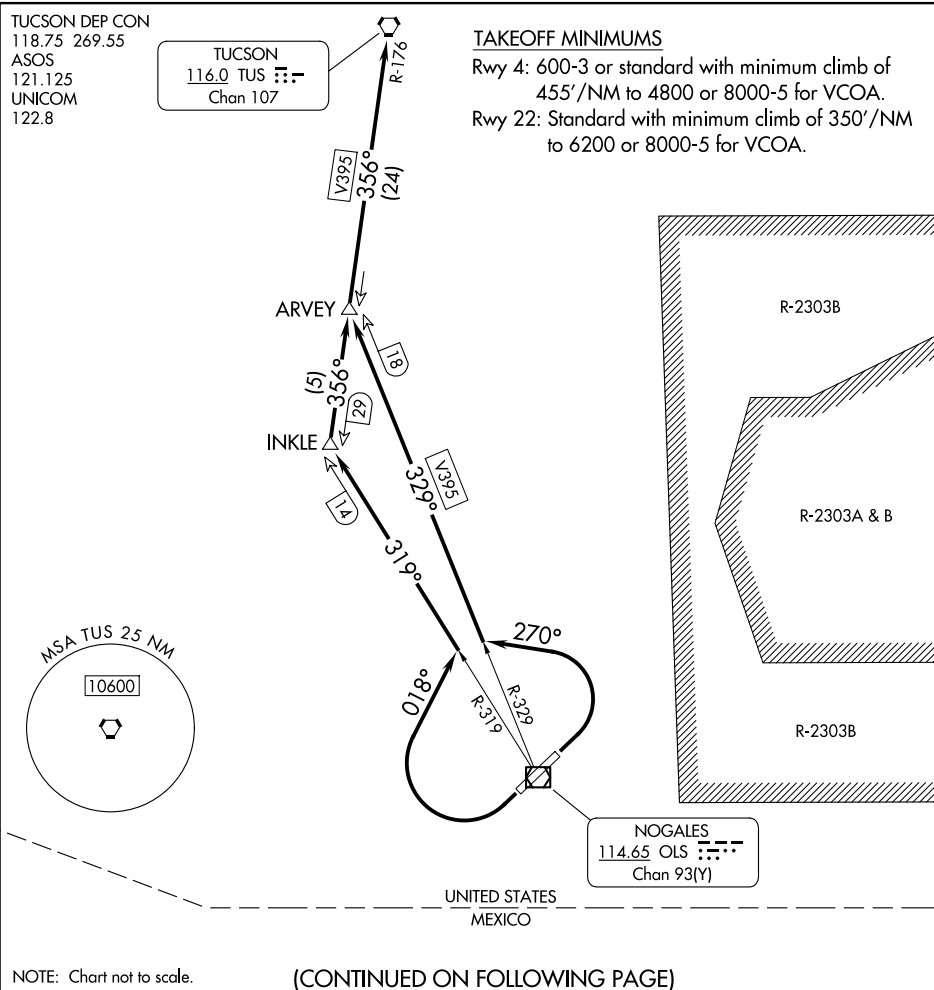 TUCSON DEP CON
118.75 269.55
ASOS
121.125
UNICOM
122.8
TUCSON
116.0 TUS
Chan 107
R-176
TAKEOFF MINIMUMS
Rwy 4: 600-3 or standard with minimum climb of
455'/NM to 4800 or 8000-5 for VCOA.
Rwy 22: Standard with minimum climb of 350'/NM
to 6200 or 8000-5 for VCOA.
V395
356°
(24)
ARVEY
18
(5)
356°
29
INKLE
14
V395
329°
319°
R-2303B
R-2303A & B
R-2303B
MSA TUS 25 NM
10600
018°
270°
R-319
R-329
NOGALES
114.65 OLS
Chan 93(Y)
UNITED STATES
MEXICO
NOTE: Chart not to scale.
(CONTINUED ON FOLLOWING PAGE)